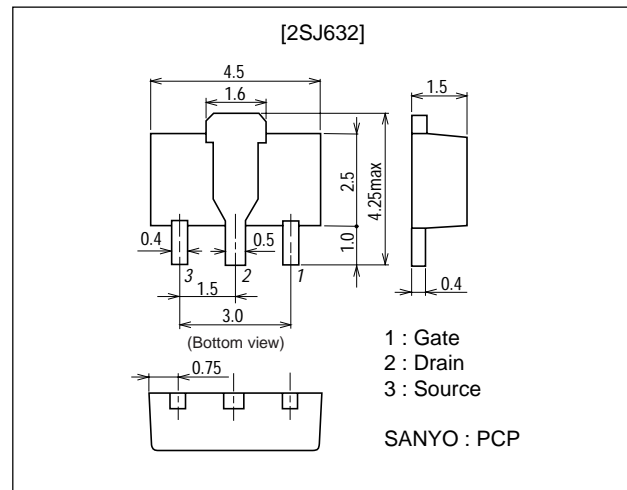 [2SJ632]
4.5
1.6
1.5
2.5
4.25max
1.0
0.4
0.5
3
2
1
1.5
0.4
3.0
(Bottom view)
0.75
1 : Gate
2 : Drain
3 : Source
SANYO : PCP